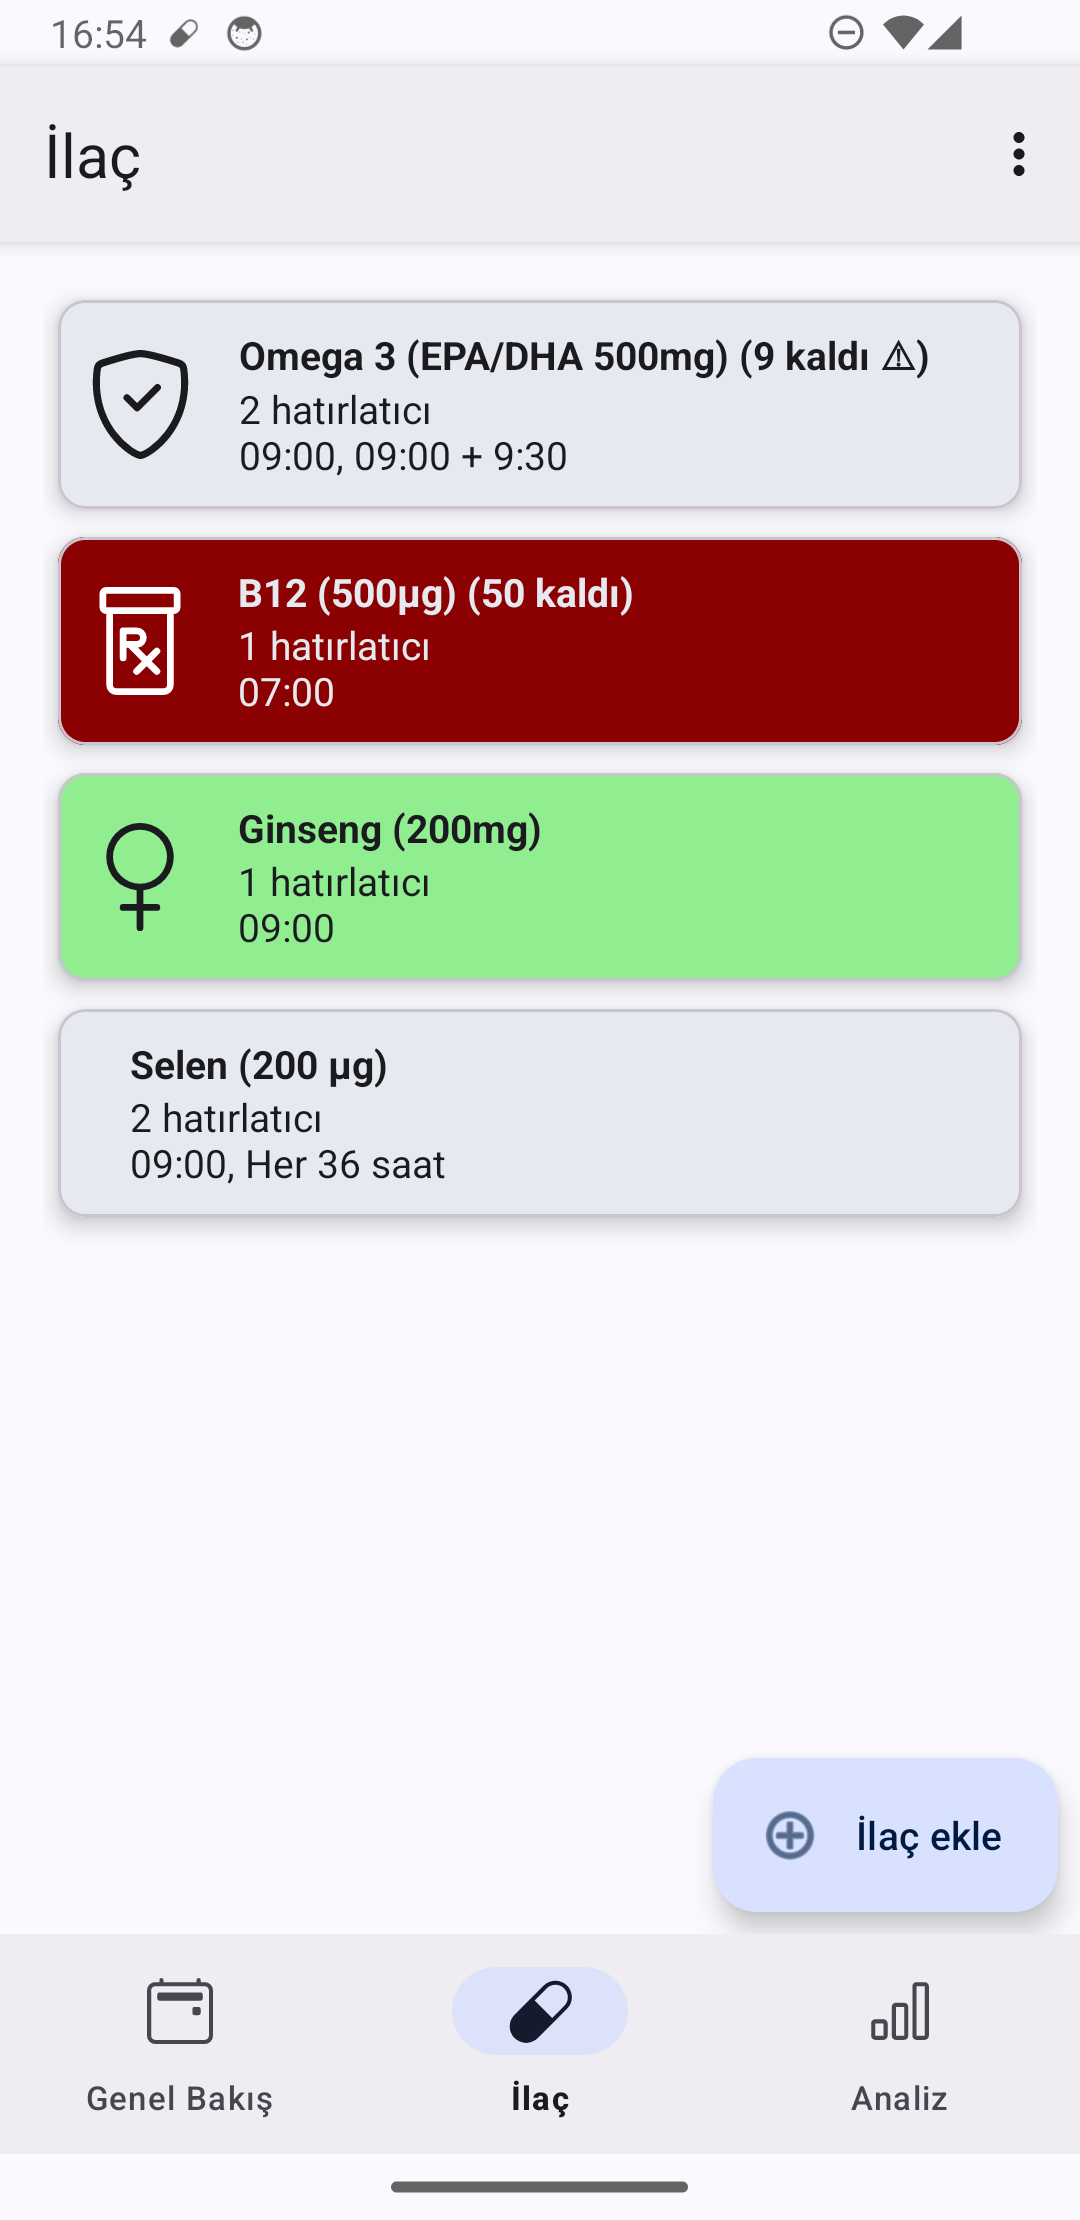 16:54
İlaç
Omega 3 (EPA/DHA 500mg) (9 kaldı ⚠)
2 hatırlatıcı
09:00, 09:00 + 9:30
B12 (500µg) (50 kaldı)
1 hatırlatıcı
07:00
Ginseng (200mg)
1 hatırlatıcı
09:00
Selen (200 µg)
2 hatırlatıcı
09:00, Her 36 saat
İlaç ekle
Genel Bakış
İlaç
Analiz